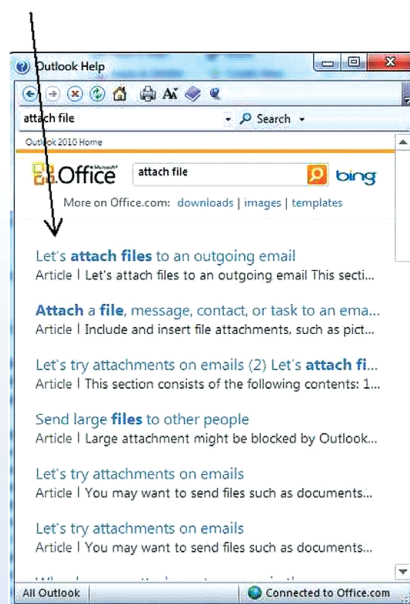 Outlook Help
attach file
Search
Outlook 2010 Home
Microsoft®
Office
attach file
bing
More on Office.com: downloads | images | templates
Let's attach files to an outgoing email
Article | Let's attach files to an outgoing email This secti...
Attach a file, message, contact, or task to an ema...
Article | Include and insert file attachments, such as pict...
Let's try attachments on emails (2) Let's attach fi...
Article | This section consists of the following contents: 1...
Send large files to other people
Article | Large attachment might be blocked by Outlook...
Let's try attachments on emails
Article | You may want to send files such as documents...
Let's try attachments on emails
Article | You may want to send files such as documents...
All Outlook
Connected to Office.com